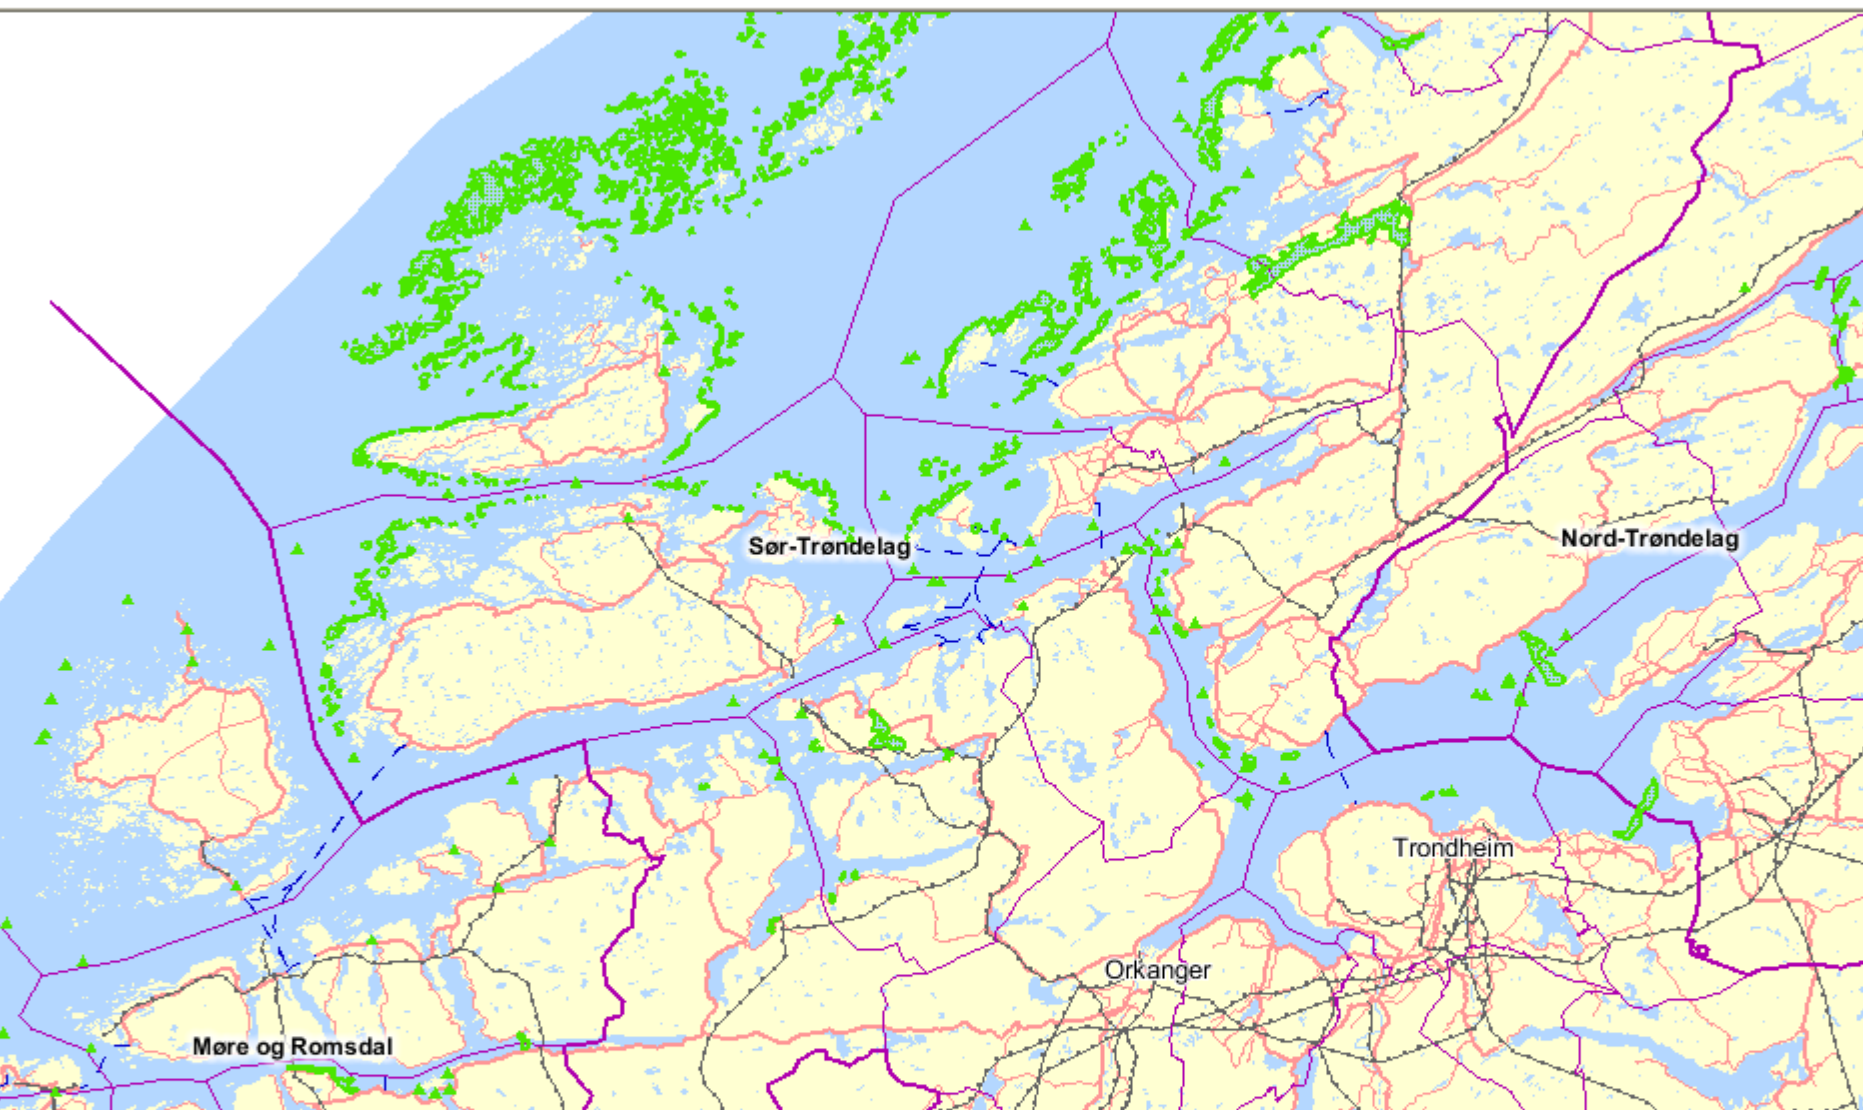 Sør-Trøndelag
Nord-Trøndelag
Trondheim
Orkanger
Møre og Romsdal